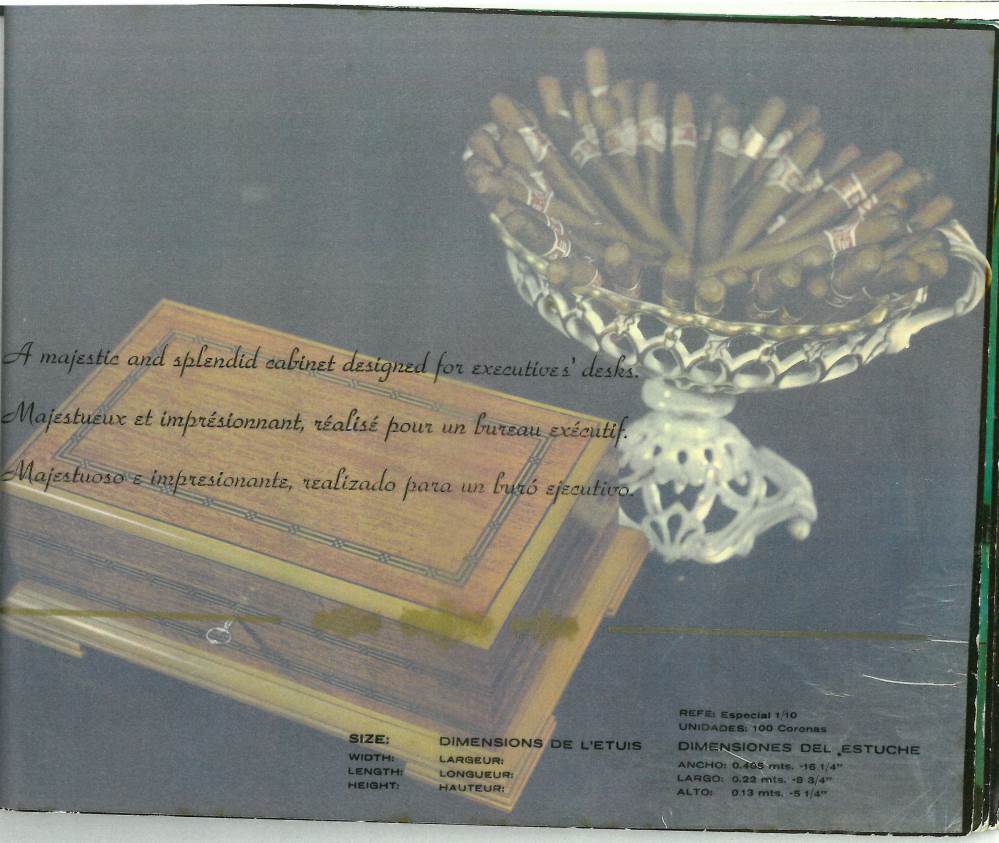 A majestic and splendid cabinet designed for executives' desks.
Majestueux et imprésionnant, réalisé pour un bureau exécutif.
Majestuoso e impresionante, realizado para un buró ejecutivo.
REFE: Especial 1/10
UNIDADES: 100 Coronas
SIZE:
WIDTH:
LENGTH:
HEIGHT:
DIMENSIONS DE L'ETUIS
LARGEUR:
LONGUEUR:
HAUTEUR:
DIMENSIONES DEL ESTUCHE
ANCHO: 0.405 mts. -16 1/4"
LARGO: 0.22 mts. -8 3/4"
ALTO: 0.13 mts. -5 1/4"